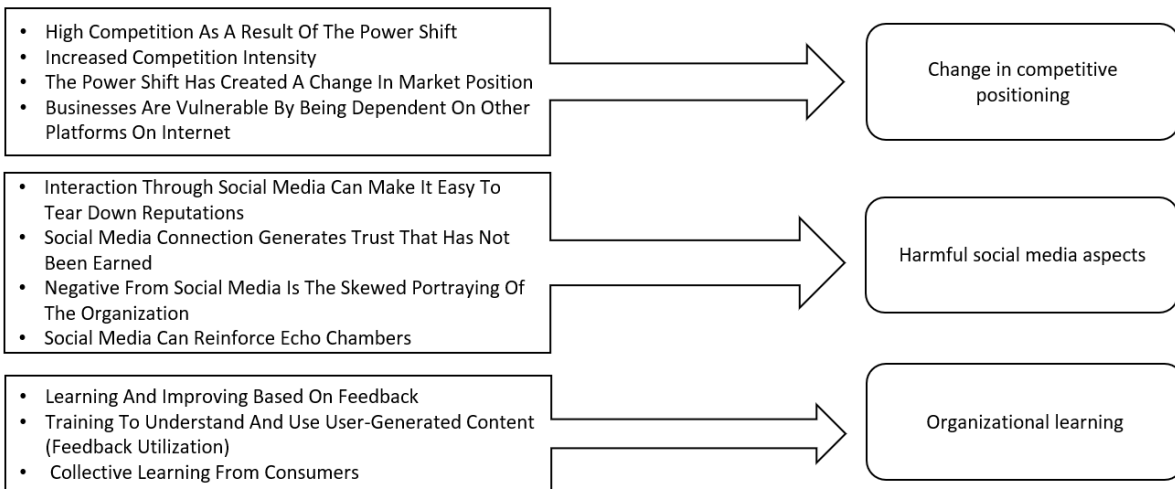 • High Competition As A Result Of The Power Shift
• Increased Competition Intensity
• The Power Shift Has Created A Change In Market Position
• Businesses Are Vulnerable By Being Dependent On Other
Platforms On Internet
Change in competitive
positioning
• Interaction Through Social Media Can Make It Easy To
Tear Down Reputations
• Social Media Connection Generates Trust That Has Not
Been Earned
• Negative From Social Media Is The Skewed Portraying Of
The Organization
• Social Media Can Reinforce Echo Chambers
Harmful social media aspects
• Learning And Improving Based On Feedback
• Training To Understand And Use User-Generated Content
(Feedback Utilization)
• Collective Learning From Consumers
Organizational learning